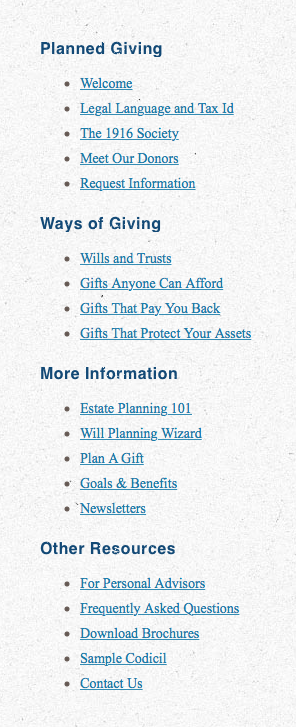 Planned Giving
Welcome
Legal Language and Tax Id
The 1916 Society
Meet Our Donors
Request Information
Ways of Giving
Wills and Trusts
Gifts Anyone Can Afford
Gifts That Pay You Back
Gifts That Protect Your Assets
More Information
Estate Planning 101
Will Planning Wizard
Plan A Gift
Goals & Benefits
Newsletters
Other Resources
For Personal Advisors
Frequently Asked Questions
Download Brochures
Sample Codicil
Contact Us